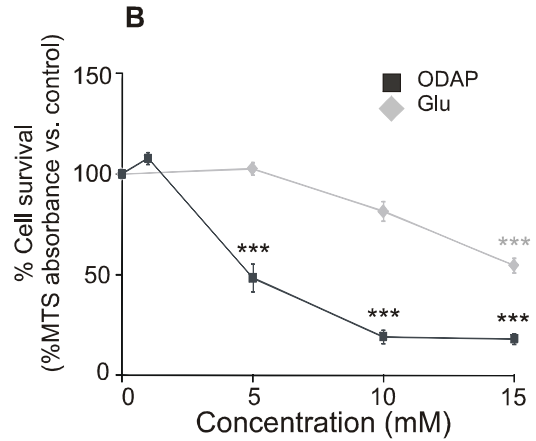 B
% Cell survival
(%MTS absorbance vs. control)
150
100
50
0
ODAP
Glu
***
***
***
***
0 5 10 15
Concentration (mM)